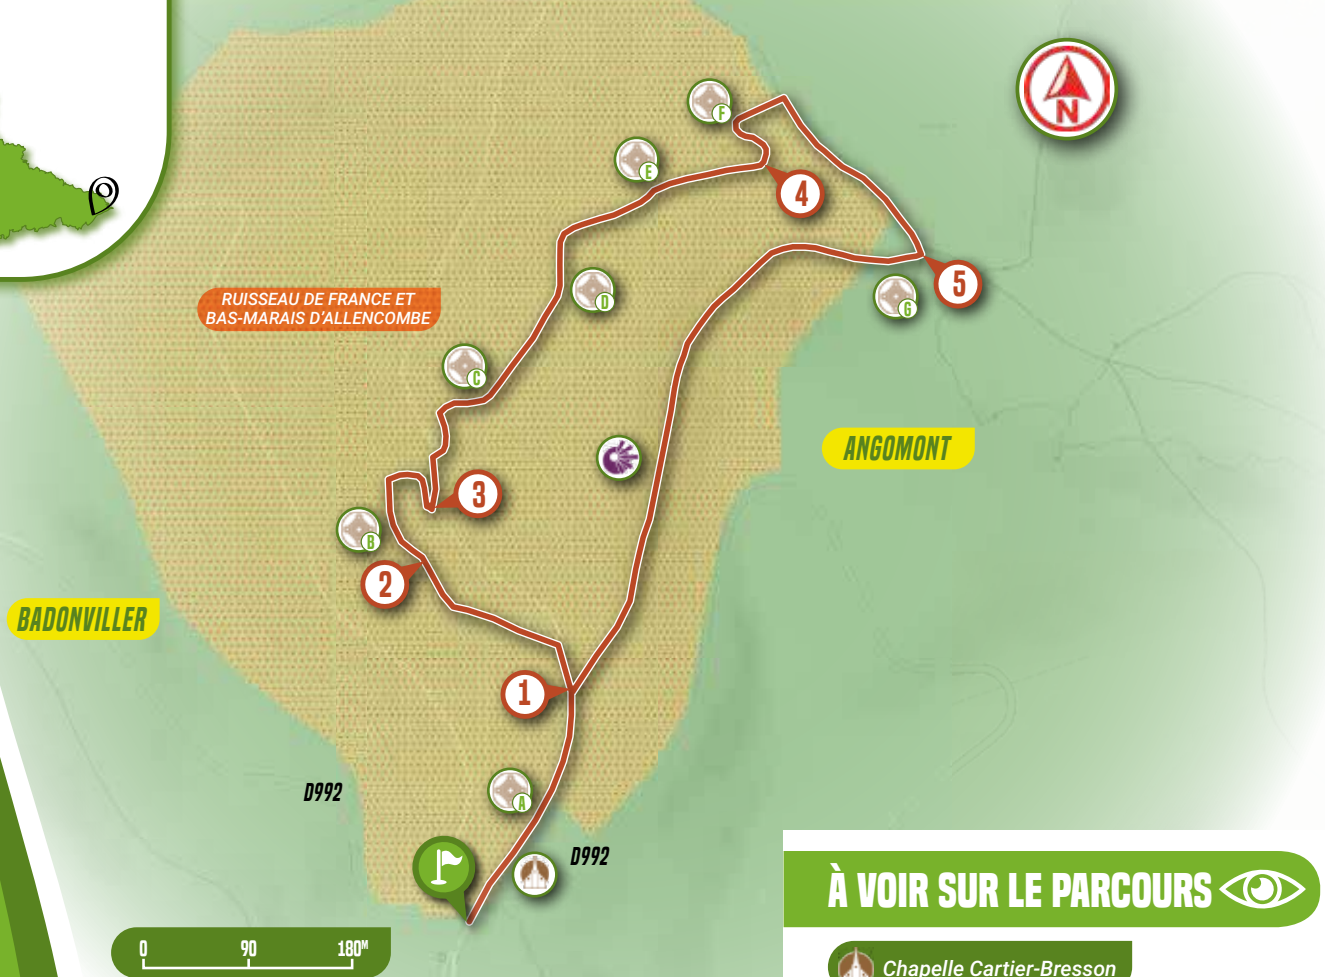 F
N
E
4
5
RUISSEAU DE FRANCE ET
BAS-MARAIS D'ALLENCOMBE
D
G
C
ANGOMONT
3
B
2
BADONVILLER
1
D992
A
D992
À VOIR SUR LE PARCOURS
0 90 180M
Chapelle Cartier-Bresson